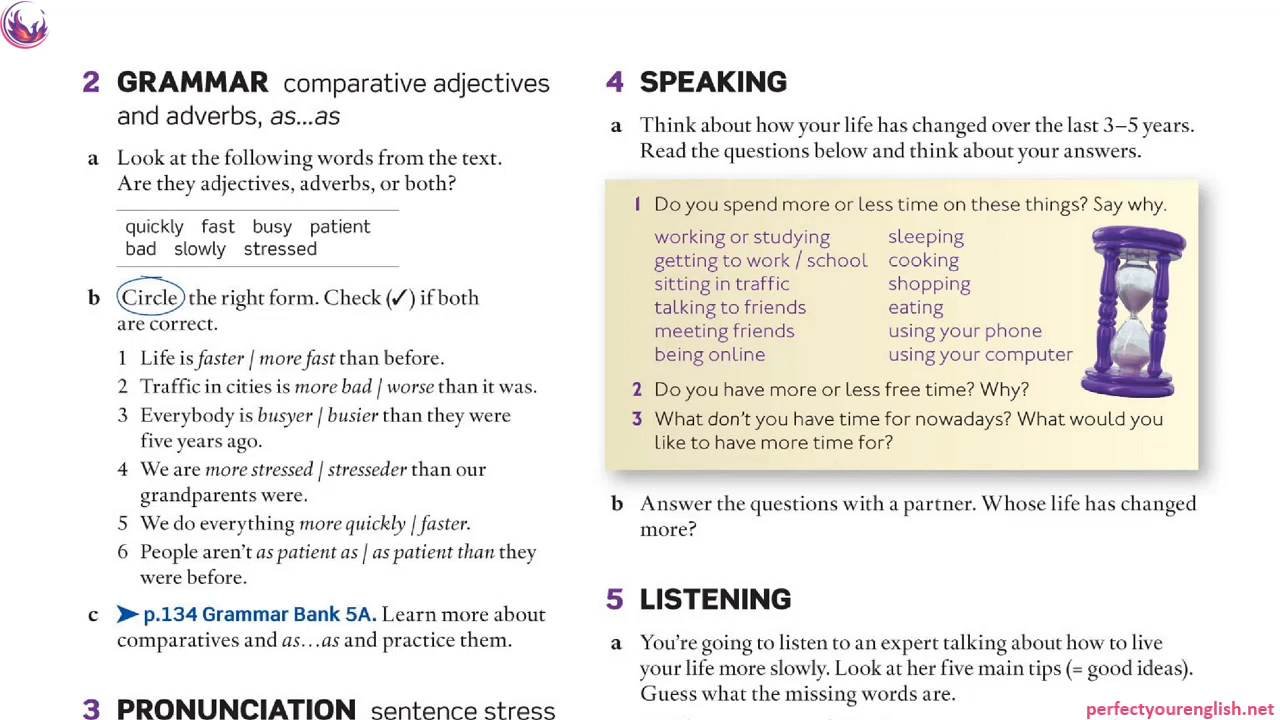 2 GRAMMAR comparative adjectives
and adverbs, as...as
a Look at the following words from the text.
Are they adjectives, adverbs, or both?
quickly fast busy patient
bad slowly stressed
b Circle the right form. Check (✓) if both
are correct.
1 Life is faster | more fast than before.
2 Traffic in cities is more bad | worse than it was.
3 Everybody is busyer | busier than they were
five years ago.
4 We are more stressed | stresseder than our
grandparents were.
5 We do everything more quickly | faster.
6 People aren't as patient as | as patient than they
were before.
c ➤ p.134 Grammar Bank 5A. Learn more about
comparatives and as...as and practice them.
3 PRONUNCIATION sentence stress
4 SPEAKING
a Think about how your life has changed over the last 3–5 years.
Read the questions below and think about your answers.
1 Do you spend more or less time on these things? Say why.
working or studying sleeping
getting to work / school cooking
sitting in traffic shopping
talking to friends eating
meeting friends using your phone
being online using your computer
2 Do you have more or less free time? Why?
3 What don't you have time for nowadays? What would you
like to have more time for?
b Answer the questions with a partner. Whose life has changed
more?
5 LISTENING
a You're going to listen to an expert talking about how to live
your life more slowly. Look at her five main tips (= good ideas).
Guess what the missing words are.
perfectyourenglish.net